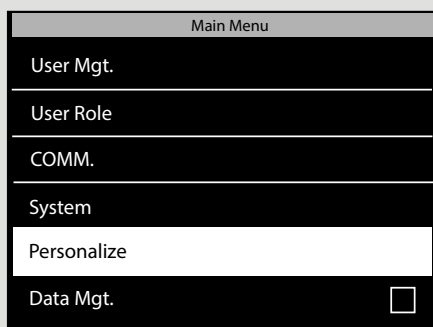 Main Menu
User Mgt.
User Role
COMM.
System
Personalize
Data Mgt.